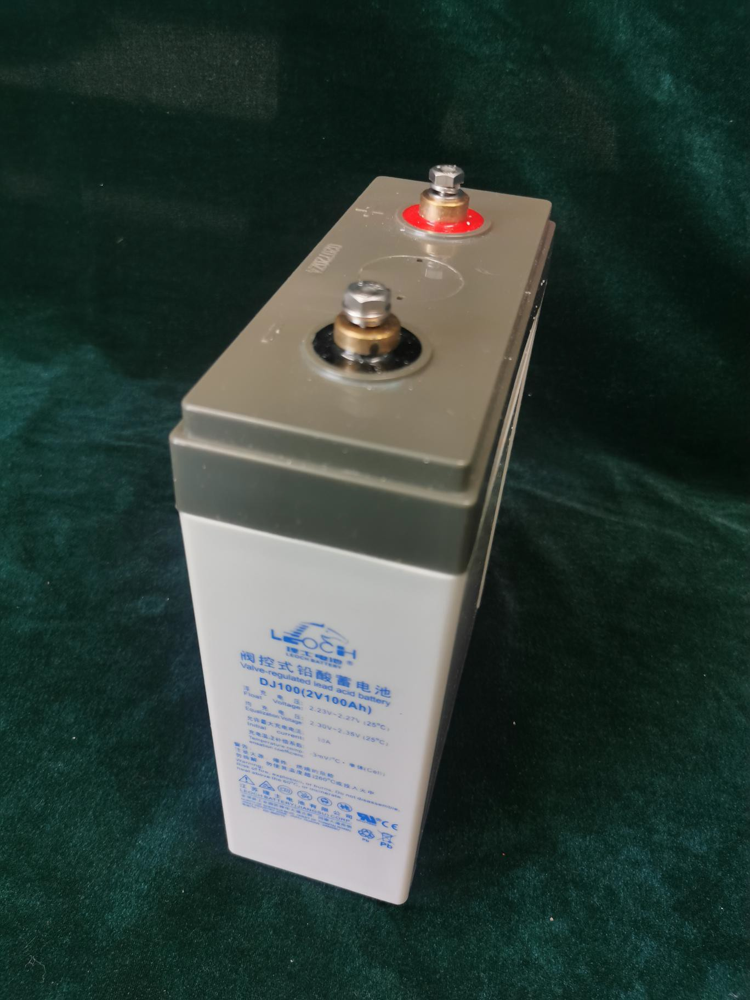 +
-
LEOCH
理士电池®
LEOCH BATTERY
阀控式铅酸蓄电池
Valve-regulated lead acid battery
DJ100(2V100Ah)
浮充电压:
Float Voltage: 2.23V~2.27V (25°C)
均充电压:
Equalization Voltage: 2.30V~2.35V (25°C)
允许最大充电电流:
Initial current: 10A
充电温度补偿系数:
Temperature comp-
ensation coefficient: -3mV/°C·单体(Cell)
警告:
注意火源 爆炸、燃烧的危险
勿拆解 勿使其温度超过60°C或投入火中
Warning:
Risk of fire, explosion, or burns. Do not disassemble,
heat above the 60°C, or incinerate.
江苏理士电池有限公司
LEOCH BATTERY(JIANGSU) CORP.
CE
Pb
Pb